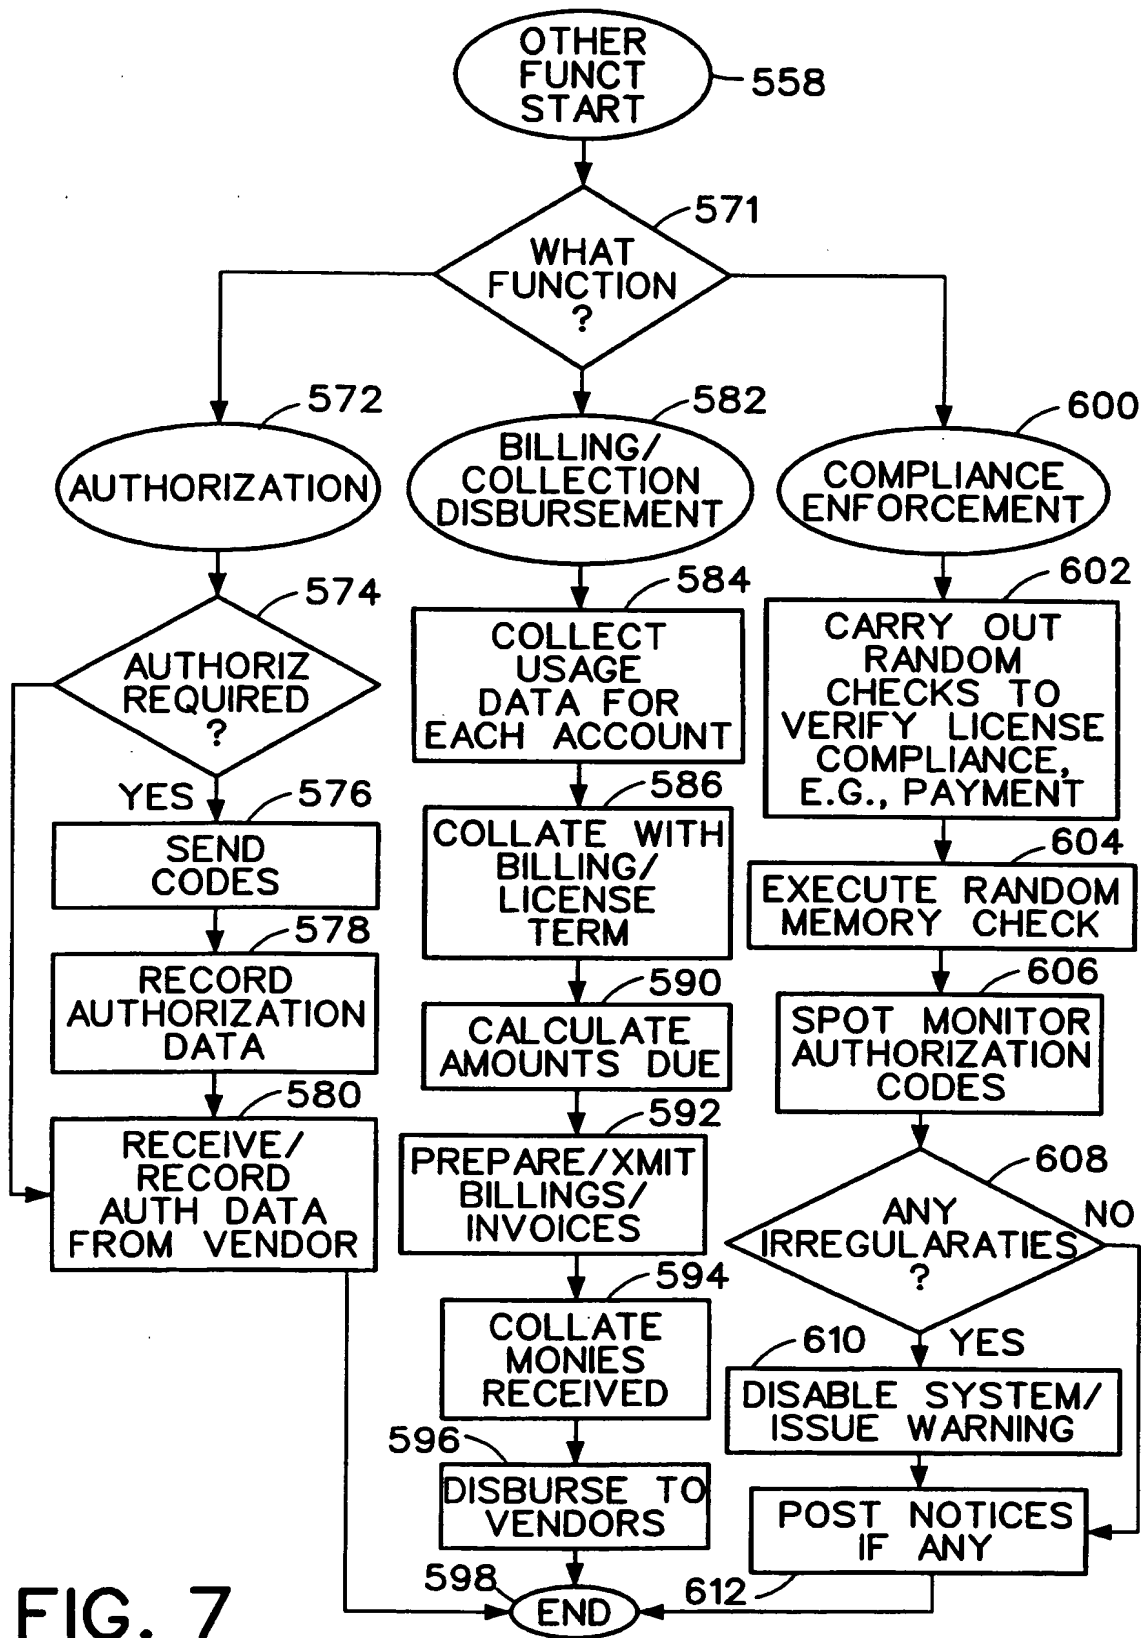 OTHER
FUNCT
START
558
571
WHAT
FUNCTION
?
572
AUTHORIZATION
574
AUTHORIZ
REQUIRED
?
YES
576
SEND
CODES
578
RECORD
AUTHORIZATION
DATA
580
RECEIVE/
RECORD
AUTH DATA
FROM VENDOR
582
BILLING/
COLLECTION
DISBURSEMENT
584
COLLECT
USAGE
DATA FOR
EACH ACCOUNT
586
COLLATE WITH
BILLING/
LICENSE
TERM
590
CALCULATE
AMOUNTS DUE
592
PREPARE/XMIT
BILLINGS/
INVOICES
594
COLLATE
MONIES
RECEIVED
596
DISBURSE TO
VENDORS
598
END
600
COMPLIANCE
ENFORCEMENT
602
CARRY OUT
RANDOM
CHECKS TO
VERIFY LICENSE
COMPLIANCE,
E.G., PAYMENT
604
EXECUTE RANDOM
MEMORY CHECK
606
SPOT MONITOR
AUTHORIZATION
CODES
608
ANY
IRREGULARATIES
?
NO
YES
610
DISABLE SYSTEM/
ISSUE WARNING
POST NOTICES
IF ANY
612
FIG. 7